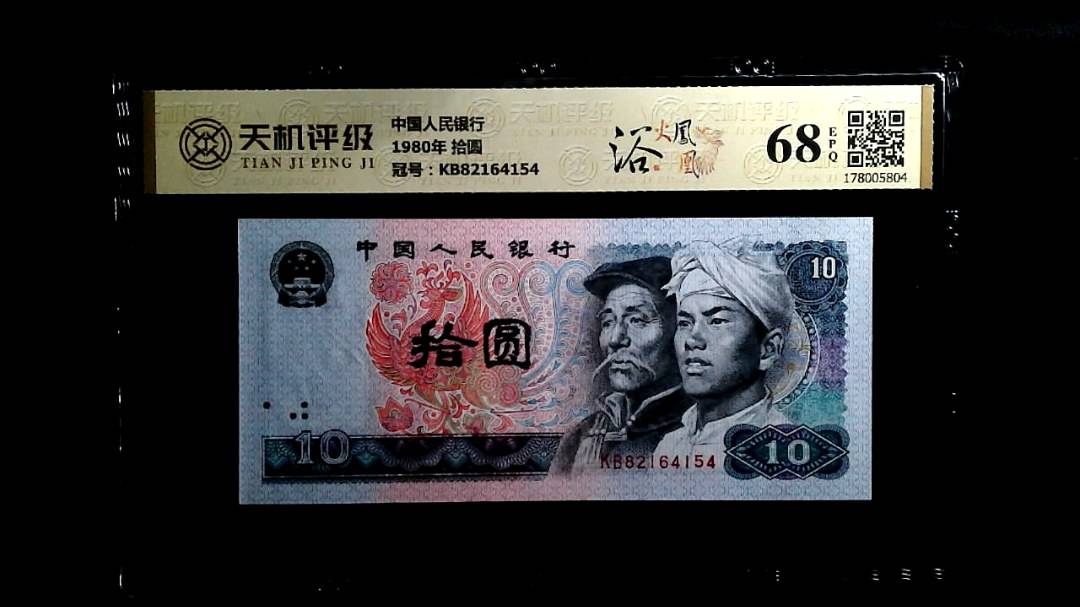 天机评级
TIAN JI PING JI
中国人民银行
1980年 拾圆
冠号：KB82164154
浴火凤凰
68
EPQ
178005804
中国人民银行
10
拾圆
10
KB82164154
10